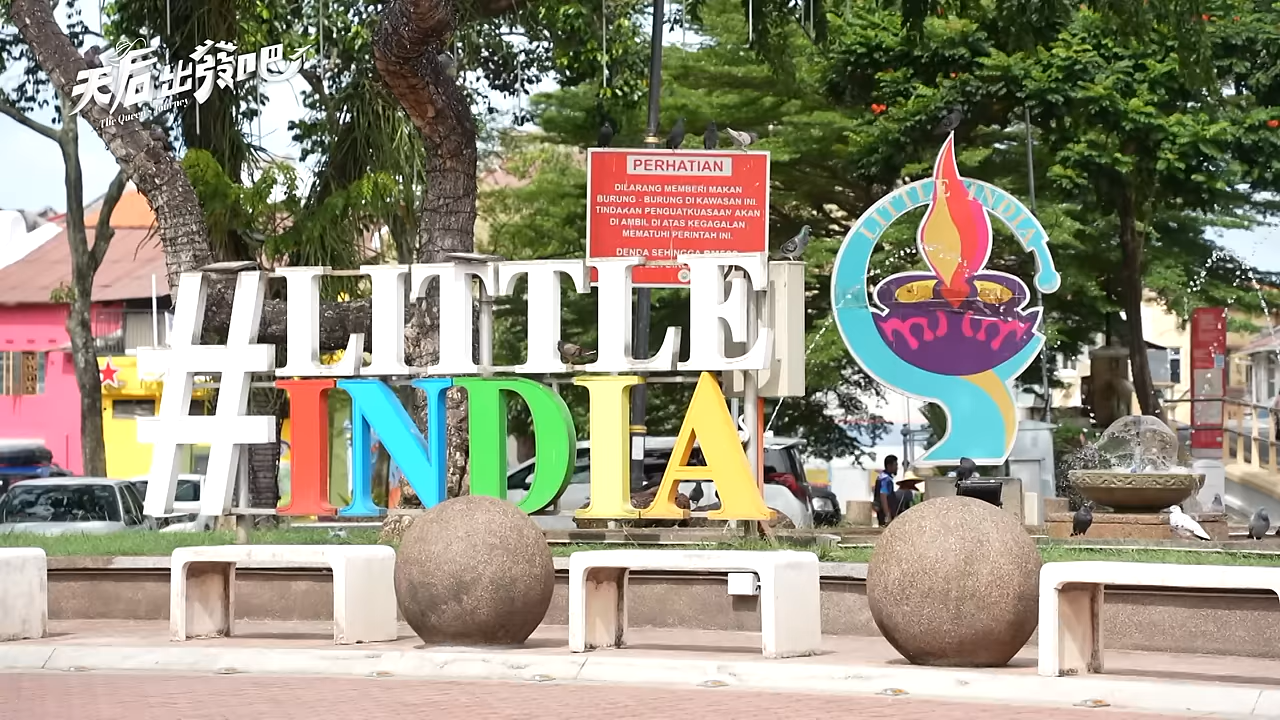 天后出發吧
The Queen's Journey
PERHATIAN
DILARANG MEMBERI MAKAN
BURUNG - BURUNG DI KAWASAN INI.
TINDAKAN PENGUATKUASAAN AKAN
DI AMBIL DI ATAS KEGAGALAN
MEMATUHI PERINTAH INI.
DENDA SEHINGGA
#LITTLE
INDIA
LITTLE INDIA